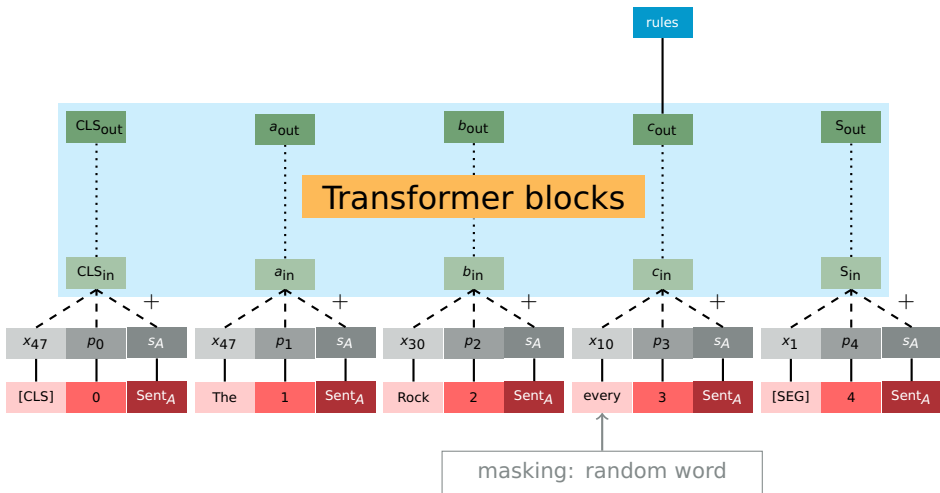 rules
CLSout aout bout cout Sout
Transformer blocks
CLSin ain bin cin Sin
+ + + + +
x47 p0 sA x47 p1 sA x30 p2 sA x10 p3 sA x1 p4 sA
[CLS] 0 SentA The 1 SentA Rock 2 SentA every 3 SentA [SEG] 4 SentA
masking: random word